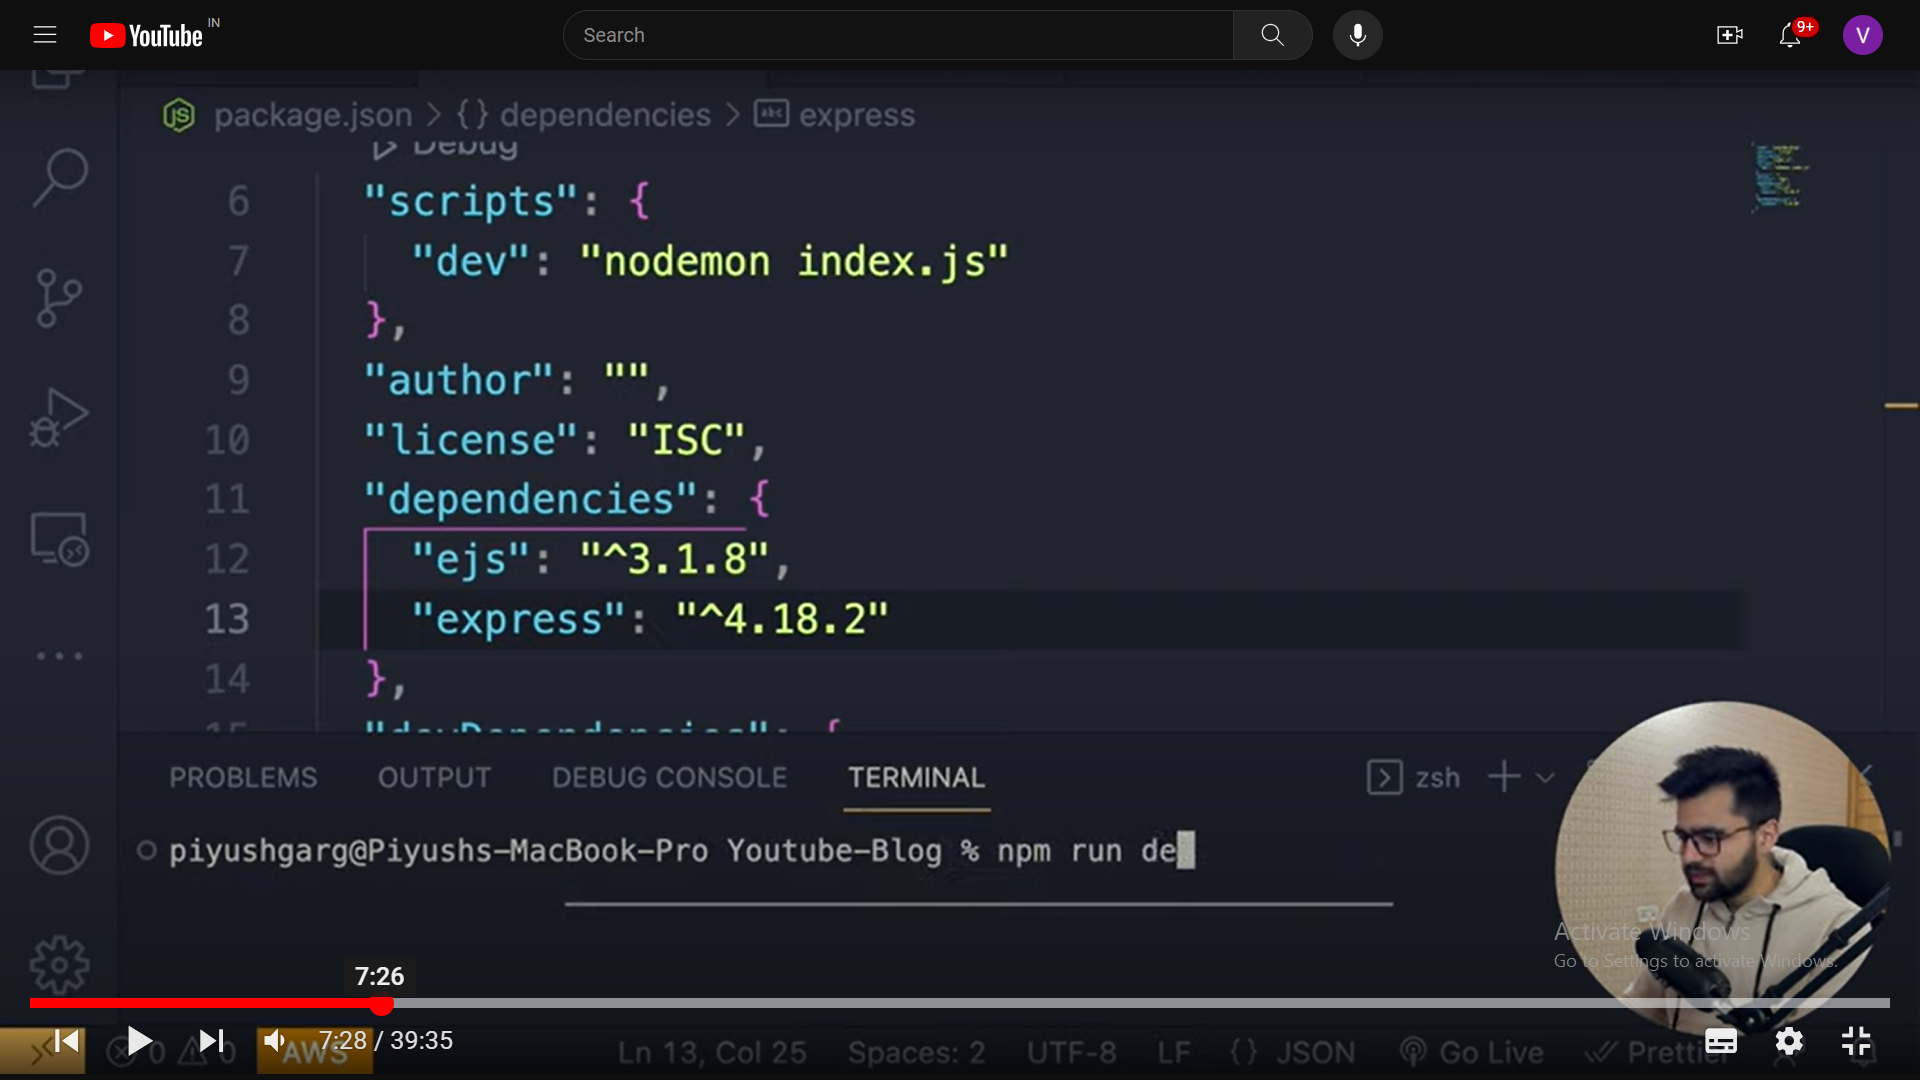 YouTube IN
Search
9+
V
package.json > {} dependencies > abc express
Debug
6 "scripts": {
7 "dev": "nodemon index.js"
8 },
9 "author": "",
10 "license": "ISC",
11 "dependencies": {
12 "ejs": "^3.1.8",
13 "express": "^4.18.2"
14 },
15 "devDependencies": {
PROBLEMS OUTPUT DEBUG CONSOLE TERMINAL zsh
piyushgarg@Piyushs-MacBook-Pro Youtube-Blog % npm run de
Activate Windows
Go to Settings to activate Windows.
7:26
7:28 / 39:35
0 0 AWS Ln 13, Col 25 Spaces: 2 UTF-8 LF {} JSON Go Live Prettier